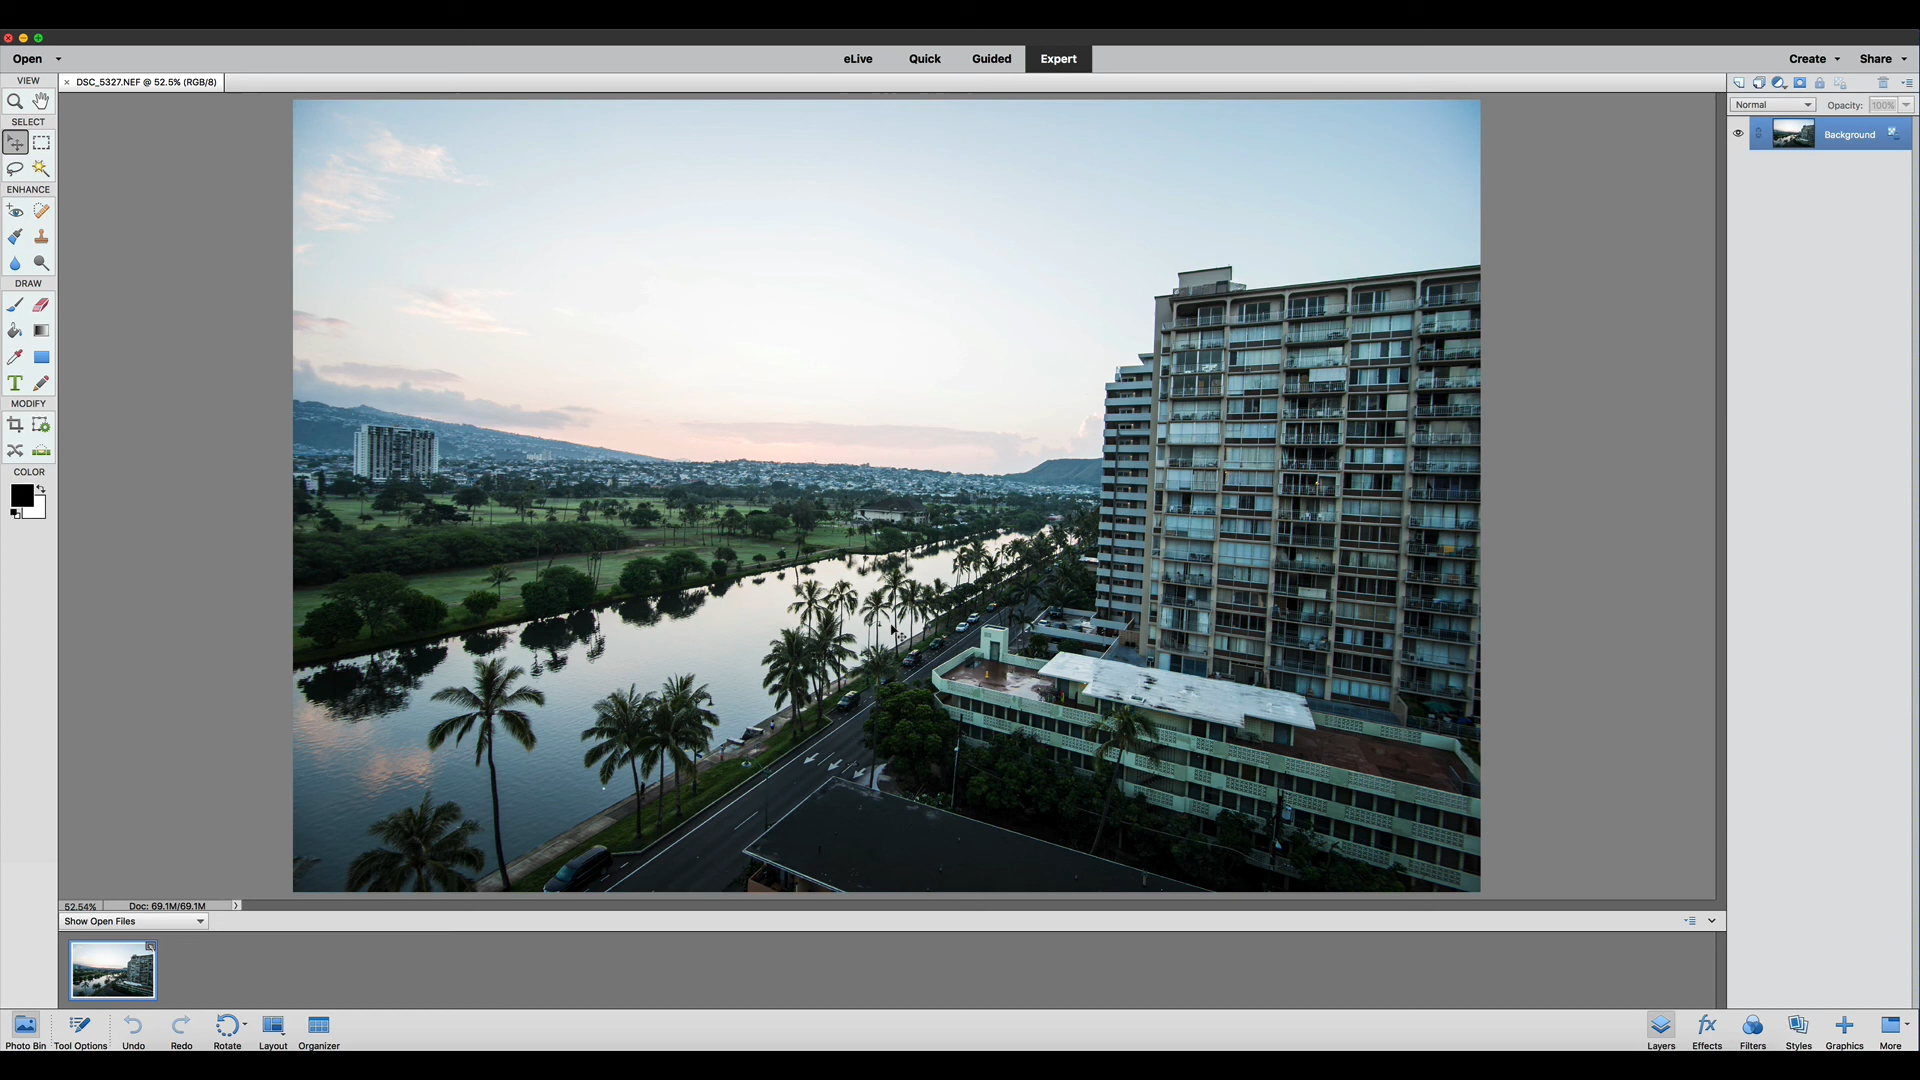 Open
eLive
Quick
Guided
Expert
Create
Share
VIEW
× DSC_5327.NEF @ 52.5% (RGB/8)
Normal
Opacity: 100%
SELECT
Background
ENHANCE
DRAW
T
MODIFY
COLOR
52.54%
Doc: 69.1M/69.1M
Show Open Files
Photo Bin
Tool Options
Undo
Redo
Rotate
Layout
Organizer
Layers
fx
Effects
Filters
Styles
Graphics
More